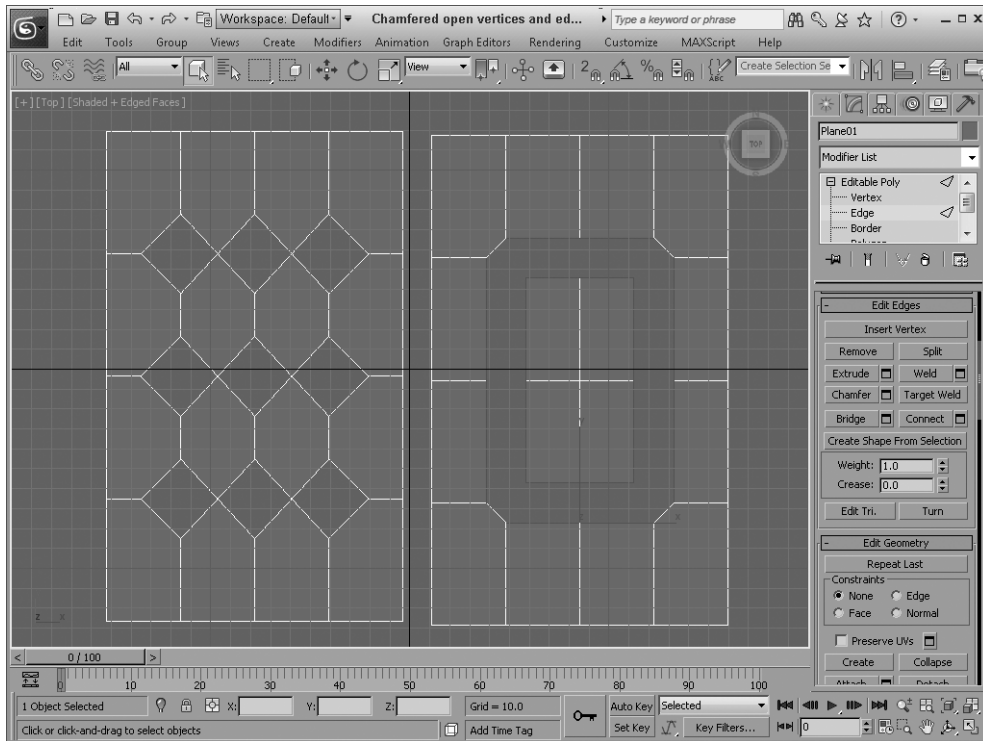 Workspace: Default
Chamfered open vertices and ed...
Type a keyword or phrase
Edit Tools Group Views Create Modifiers Animation Graph Editors Rendering Customize MAXScript Help
All
View
2
%
ABC
Create Selection Se
[+] [Top] [Shaded + Edged Faces]
TOP
Plane01
Modifier List
Editable Poly
Vertex
Edge
Border
- Edit Edges
Insert Vertex
Remove Split
Extrude Weld
Chamfer Target Weld
Bridge Connect
Create Shape From Selection
Weight: 1.0
Crease: 0.0
Edit Tri. Turn
- Edit Geometry
Repeat Last
Constraints
None Edge
Face Normal
Preserve UVs
Create Collapse
Attach Detach
z x
x
< 0 / 100 >
0 10 20 30 40 50 60 70 80 90 100
1 Object Selected X: Y: Z: Grid = 10.0 Auto Key Selected
Click or click-and-drag to select objects Add Time Tag Set Key Key Filters... 0